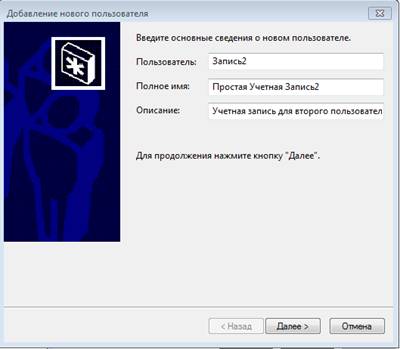 Добавление нового пользователя
Введите основные сведения о новом пользователе.
Пользователь: Запись2
Полное имя: Простая Учетная Запись2
Описание: Учетная запись для второго пользовател
Для продолжения нажмите кнопку "Далее".
< Назад Далее > Отмена